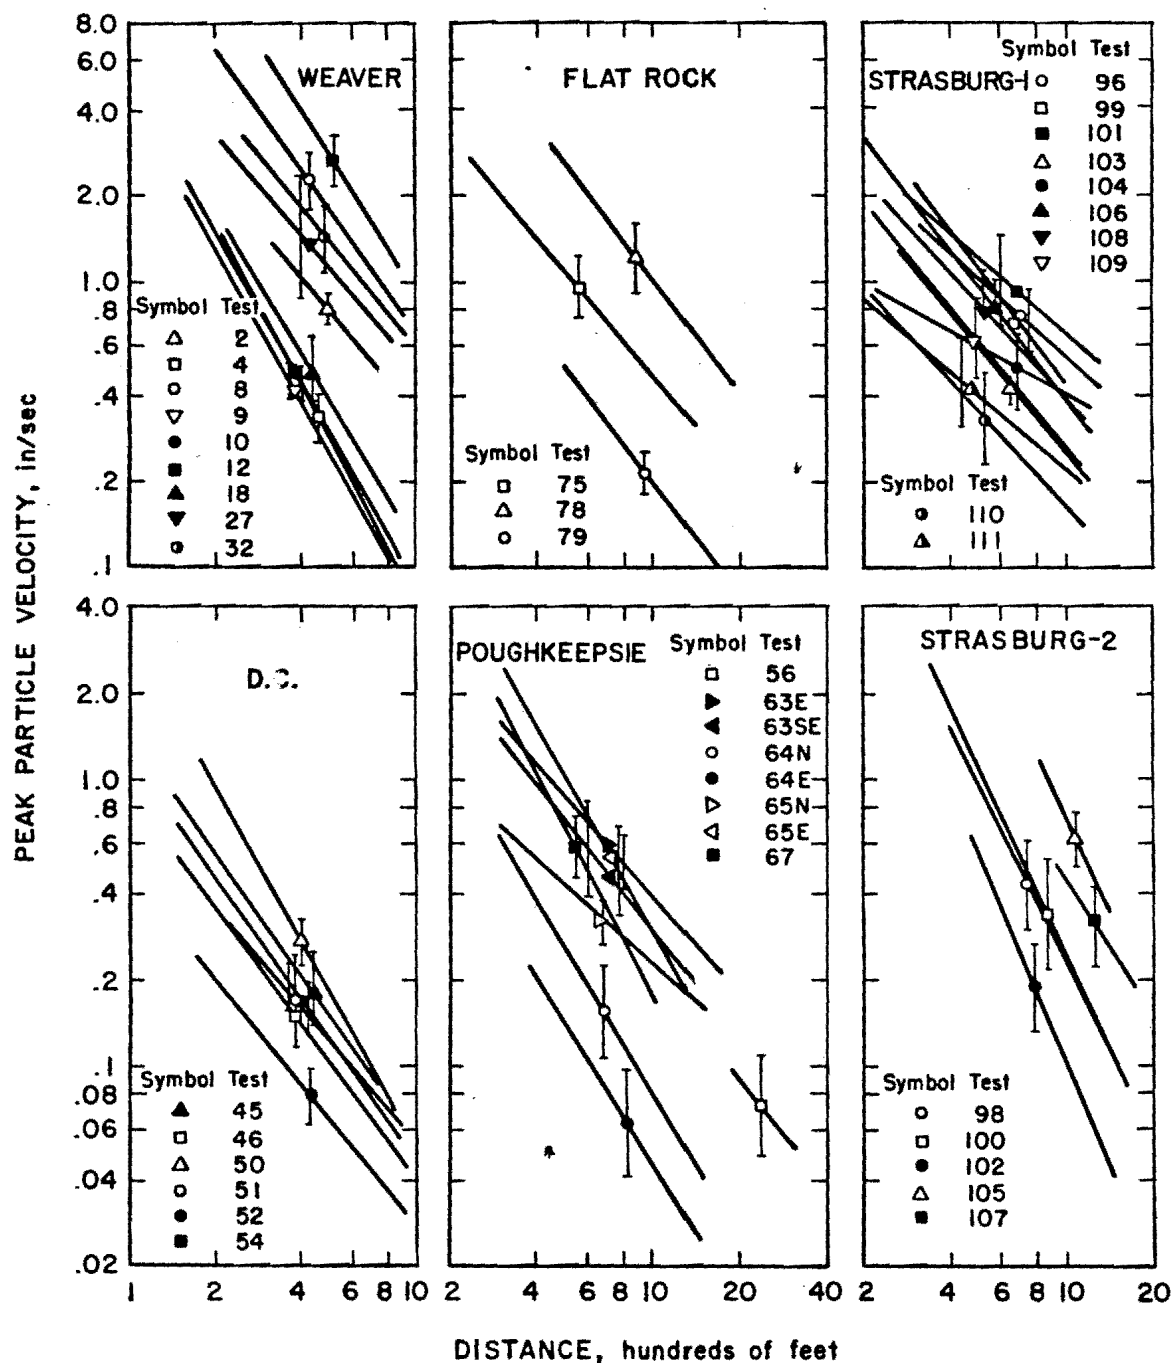 PEAK PARTICLE VELOCITY, in/sec
8.0
6.0
4.0
2.0
1.0
.8
.6
.4
.2
.1
WEAVER
Symbol Test
2
4
8
9
10
12
18
27
32
FLAT ROCK
Symbol Test
75
78
79
STRASBURG-1
Symbol Test
96
99
101
103
104
106
108
109
Symbol Test
110
111
4.0
2.0
1.0
.8
.6
.4
.2
.1
.08
.06
.04
.02
D.C.
Symbol Test
45
46
50
51
52
54
1 2 4 6 8 10
POUGHKEEPSIE
Symbol Test
56
63E
63SE
64N
64E
65N
65E
67
2 4 6 8 10 20 40
STRASBURG-2
Symbol Test
98
100
102
105
107
2 4 6 8 10 20
DISTANCE, hundreds of feet